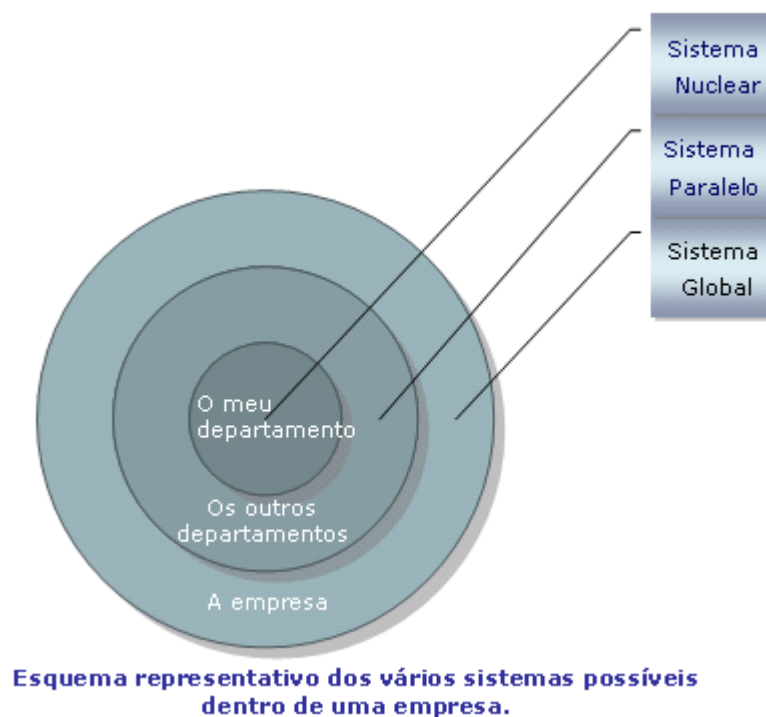 Sistema
Nuclear
Sistema
Paralelo
Sistema
Global
O meu
departamento
Os outros
departamentos
A empresa
Esquema representativo dos vários sistemas possíveis
dentro de uma empresa.